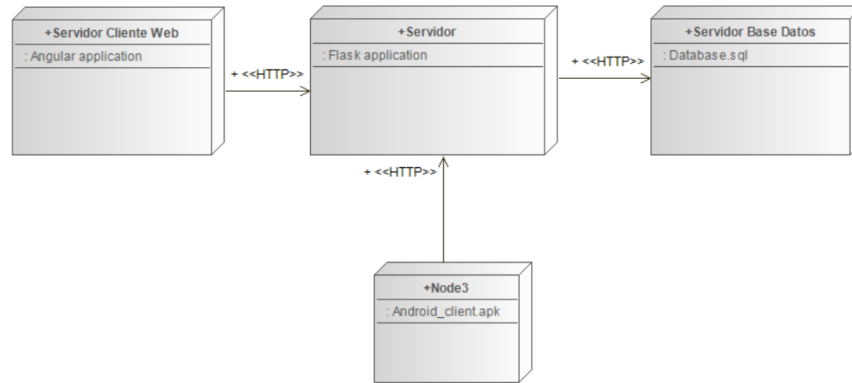 +Servidor Cliente Web
: Angular application
+ <<HTTP>>
+Servidor
: Flask application
+ <<HTTP>>
+Servidor Base Datos
: Database.sql
+ <<HTTP>>
+Node3
: Android_client.apk